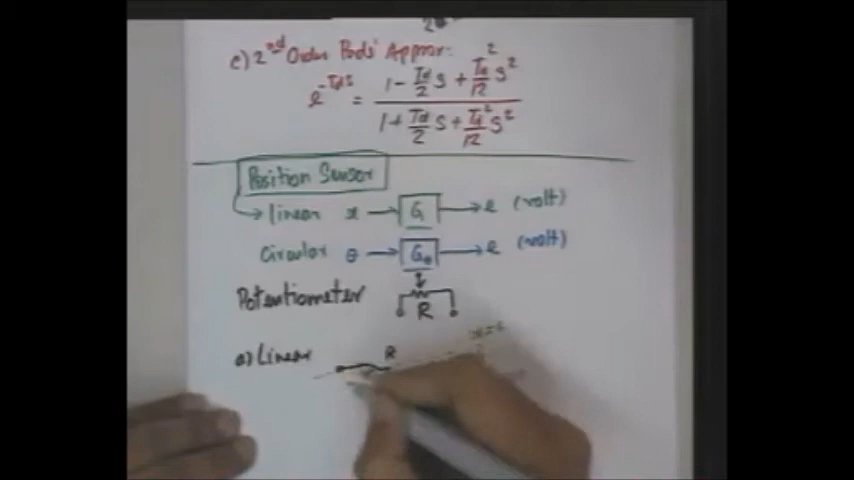 c) 2nd Order Pade' Approx:
e^-Tds = (1 - Td/2 s + Td²/12 s²) / (1 + Td/2 s + Td²/12 s²)
Position Sensor
→ linear x → G → e (volt)
Circular θ → Gθ → e (volt)
Potentiometer R
a) Linear R